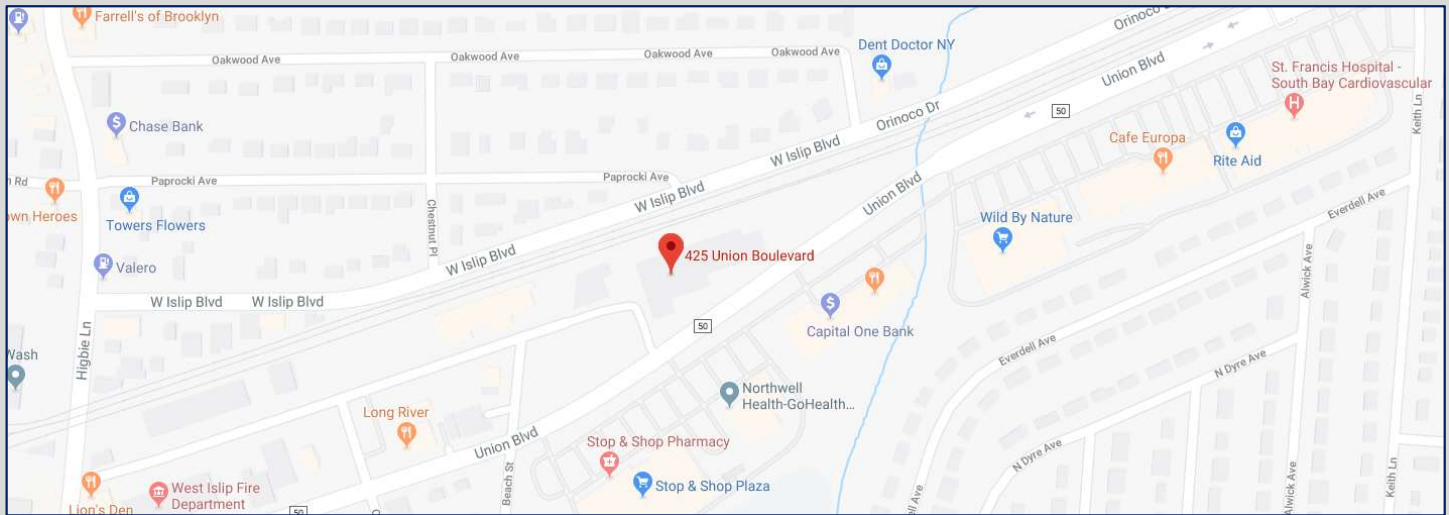 Farrell's of Brooklyn
Oakwood Ave
Oakwood Ave
Oakwood Ave
Oakwood Ave
Dent Doctor NY
Orinoco
Union Blvd
St. Francis Hospital -
South Bay Cardiovascular
50
Keith Ln
Chase Bank
Orinoco Dr
Cafe Europa
Rite Aid
W Islip Blvd
n Rd
Paprocki Ave
Paprocki Ave
W Islip Blvd
Union Blvd
own Heroes
Towers Flowers
Chestnut Pl
Wild By Nature
Everdell Ave
W Islip Blvd
425 Union Boulevard
Valero
Alwick Ave
W Islip Blvd
W Islip Blvd
Capital One Bank
50
Higbie Ln
Wash
Everdell Ave
N Dyre Ave
Northwell
Health-GoHealth...
Long River
Union Blvd
Stop & Shop Pharmacy
N Dyre Ave
Beach St
Stop & Shop Plaza
West Islip Fire
Department
Lion's Den
50
ell Ave
Alwick Ave
Keith Ln